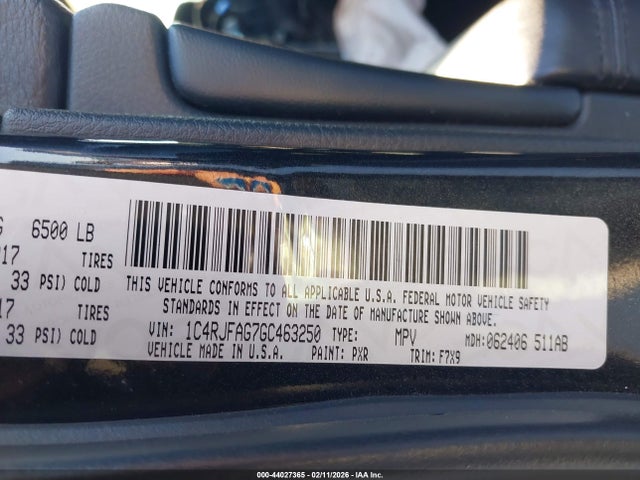 G 6500 LB
17 TIRES
33 PSI) COLD
17 TIRES
33 PSI) COLD
THIS VEHICLE CONFORMS TO ALL APPLICABLE U.S.A. FEDERAL MOTOR VEHICLE SAFETY
STANDARDS IN EFFECT ON THE DATE OF MANUFACTURE SHOWN ABOVE.
VIN: 1C4RJFAG7GC463250 TYPE: MPV MDH:062406 511AB
VEHICLE MADE IN U.S.A. PAINT: PXR TRIM: F7X9
000-44027365 - 02/11/2026 - IAA Inc.